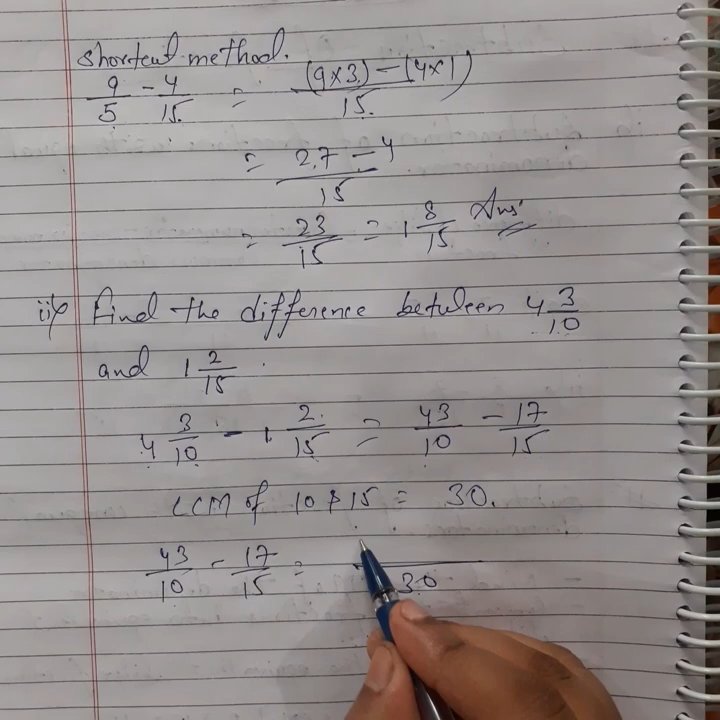 Shortcut method.
9/5 - 4/15 = (9×3) - (4×1)/15
= 27 - 4/15
= 23/15 = 1 8/15 Ans
ii) Find the difference between 4 3/10
and 1 2/15.
4 3/10 - 1 2/15 = 43/10 - 17/15
LCM of 10 & 15 = 30.
43/10 - 17/15 = /30